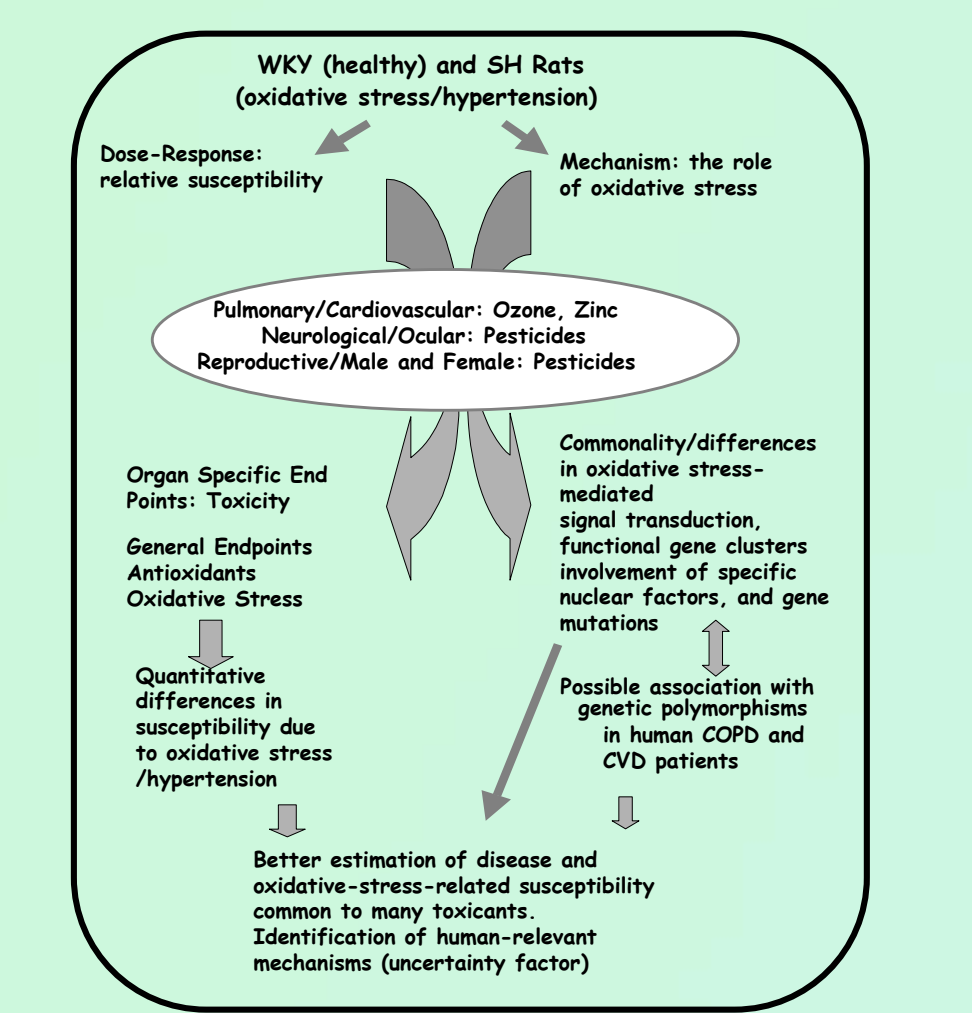 WKY (healthy) and SH Rats
(oxidative stress/hypertension)
Dose-Response:
relative susceptibility
Mechanism: the role
of oxidative stress
Pulmonary/Cardiovascular: Ozone, Zinc
Neurological/Ocular: Pesticides
Reproductive/Male and Female: Pesticides
Organ Specific End
Points: Toxicity
General Endpoints
Antioxidants
Oxidative Stress
Quantitative
differences in
susceptibility due
to oxidative stress
/hypertension
Commonality/differences
in oxidative stress-
mediated
signal transduction,
functional gene clusters
involvement of specific
nuclear factors, and gene
mutations
Possible association with
genetic polymorphisms
in human COPD and
CVD patients
Better estimation of disease and
oxidative-stress-related susceptibility
common to many toxicants.
Identification of human-relevant
mechanisms (uncertainty factor)